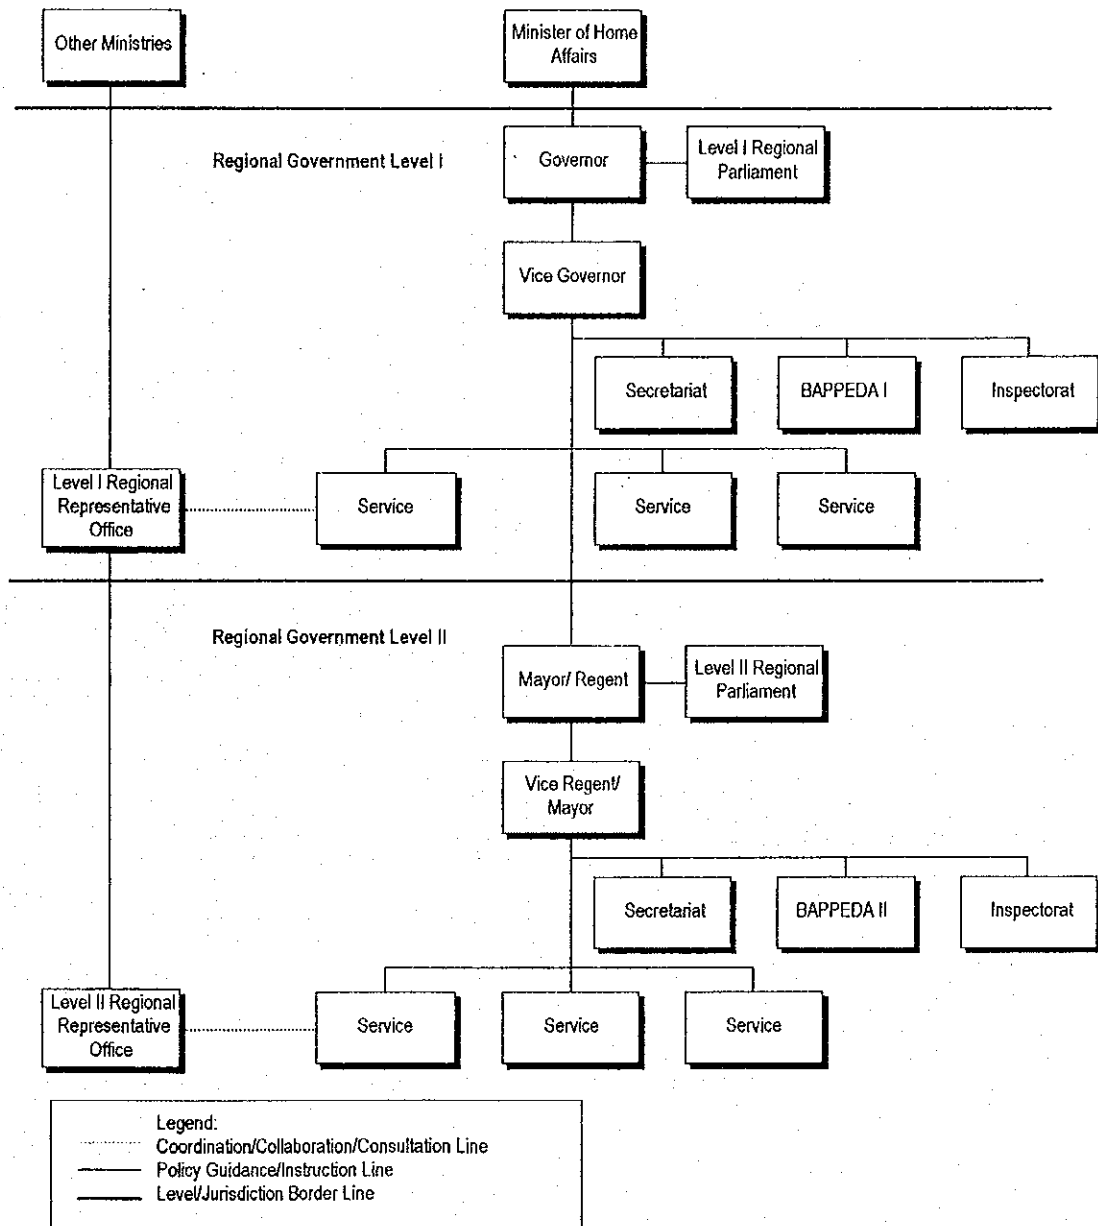 Other Ministries
Minister of Home
Affairs
Regional Government Level I
Governor
Level I Regional
Parliament
Vice Governor
Secretariat
BAPPEDA I
Inspectorat
Level I Regional
Representative
Office
Service
Service
Service
Regional Government Level II
Mayor/ Regent
Level II Regional
Parliament
Vice Regent/
Mayor
Secretariat
BAPPEDA II
Inspectorat
Level II Regional
Representative
Office
Service
Service
Service
Legend:
Coordination/Collaboration/Consultation Line
Policy Guidance/Instruction Line
Level/Jurisdiction Border Line